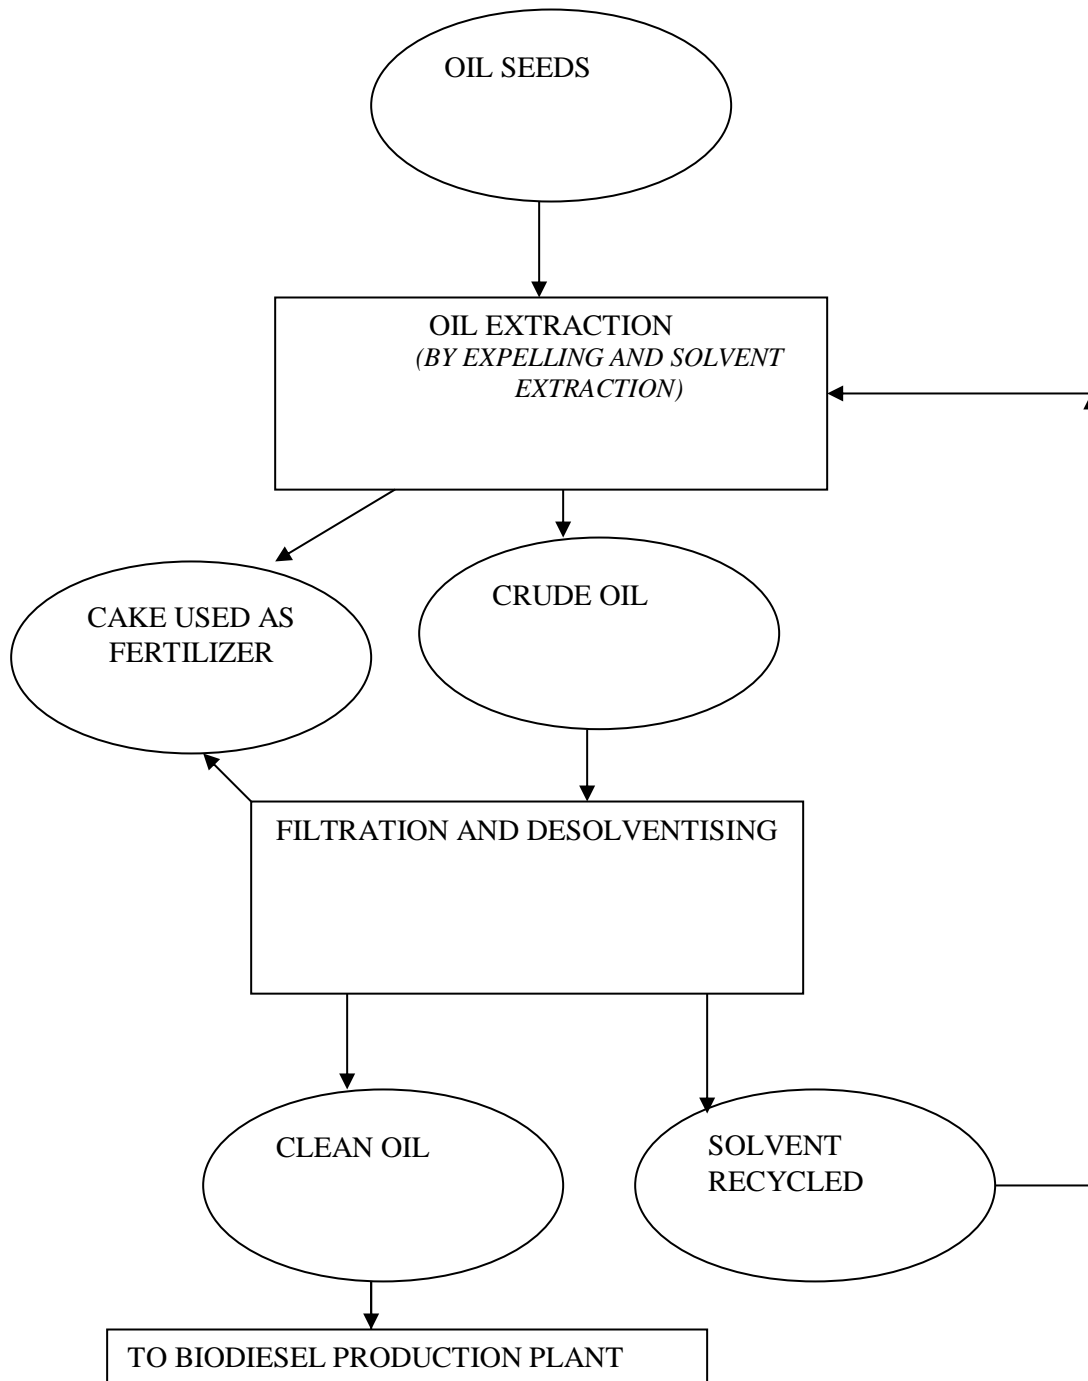 OIL SEEDS
OIL EXTRACTION
(BY EXPELLING AND SOLVENT
EXTRACTION)
CAKE USED AS
FERTILIZER
CRUDE OIL
FILTRATION AND DESOLVENTISING
CLEAN OIL
SOLVENT
RECYCLED
TO BIODIESEL PRODUCTION PLANT